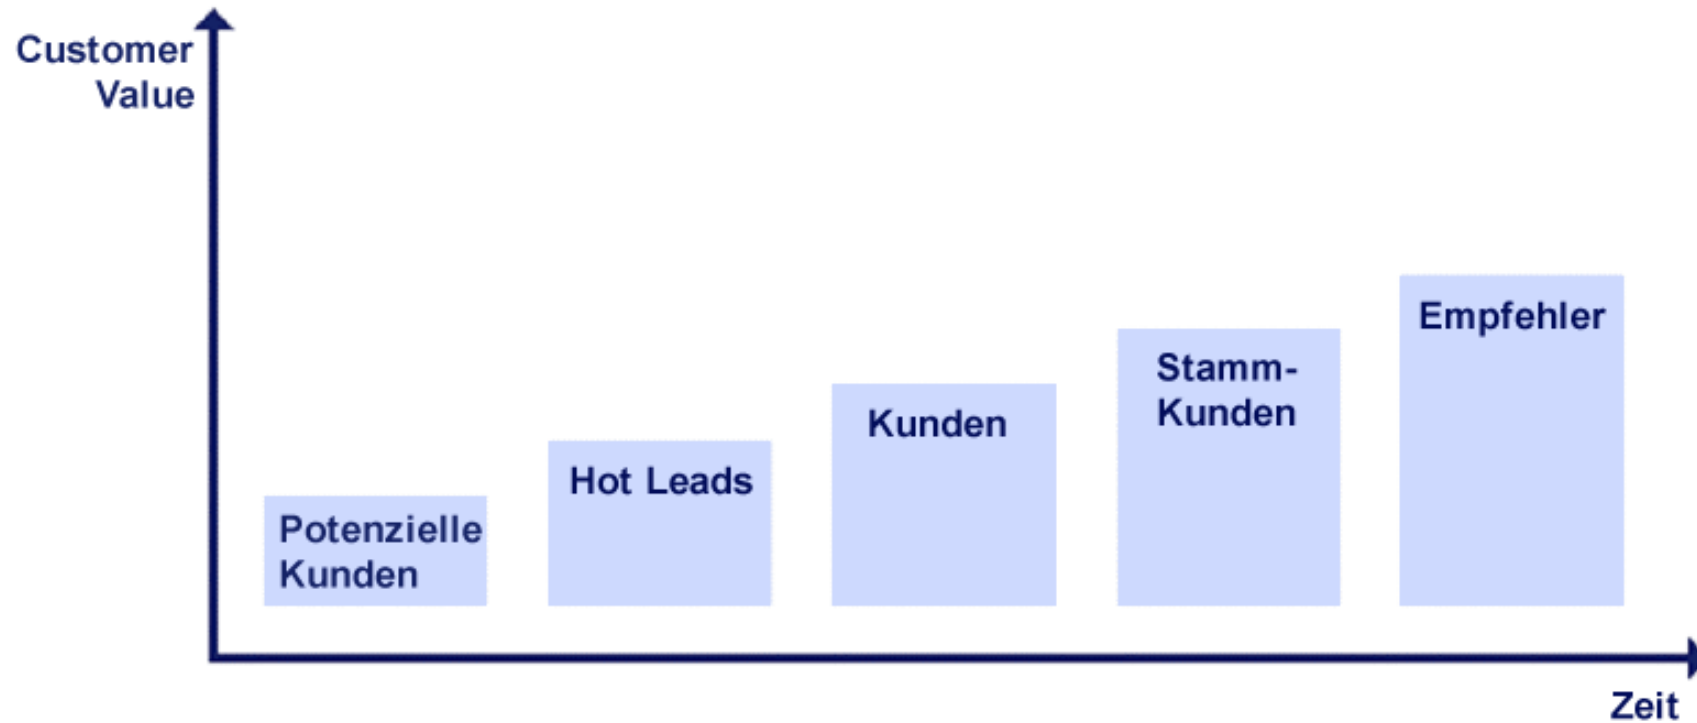 Customer
Value
Potenzielle
Kunden
Hot Leads
Kunden
Stamm-
Kunden
Empfehler
Zeit